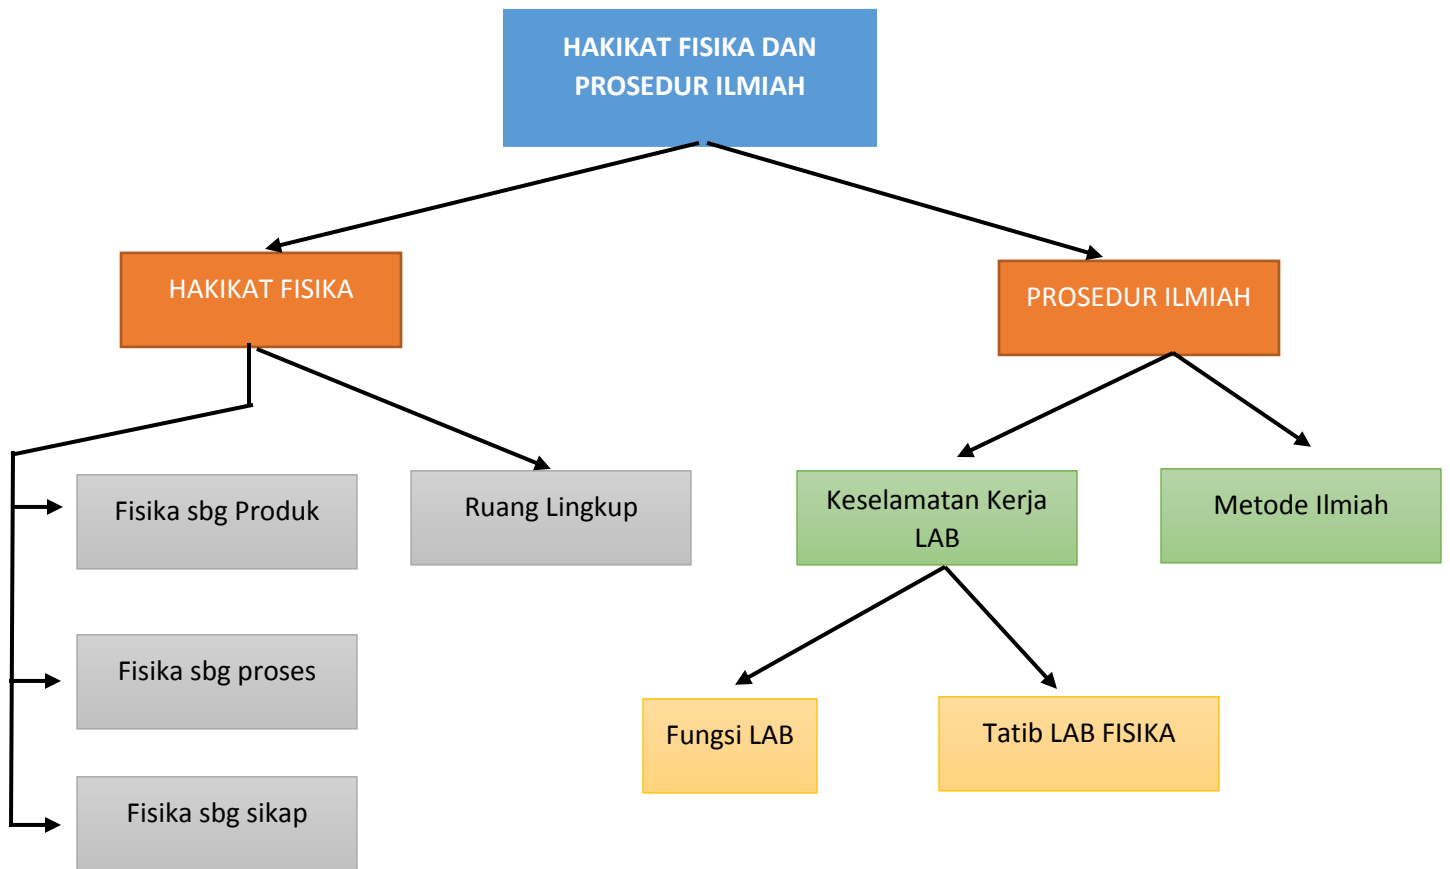 HAKIKAT FISIKA DAN
PROSEDUR ILMIAH
HAKIKAT FISIKA
PROSEDUR ILMIAH
Fisika sbg Produk
Ruang Lingkup
Keselamatan Kerja
LAB
Metode Ilmiah
Fisika sbg proses
Fungsi LAB
Tatib LAB FISIKA
Fisika sbg sikap